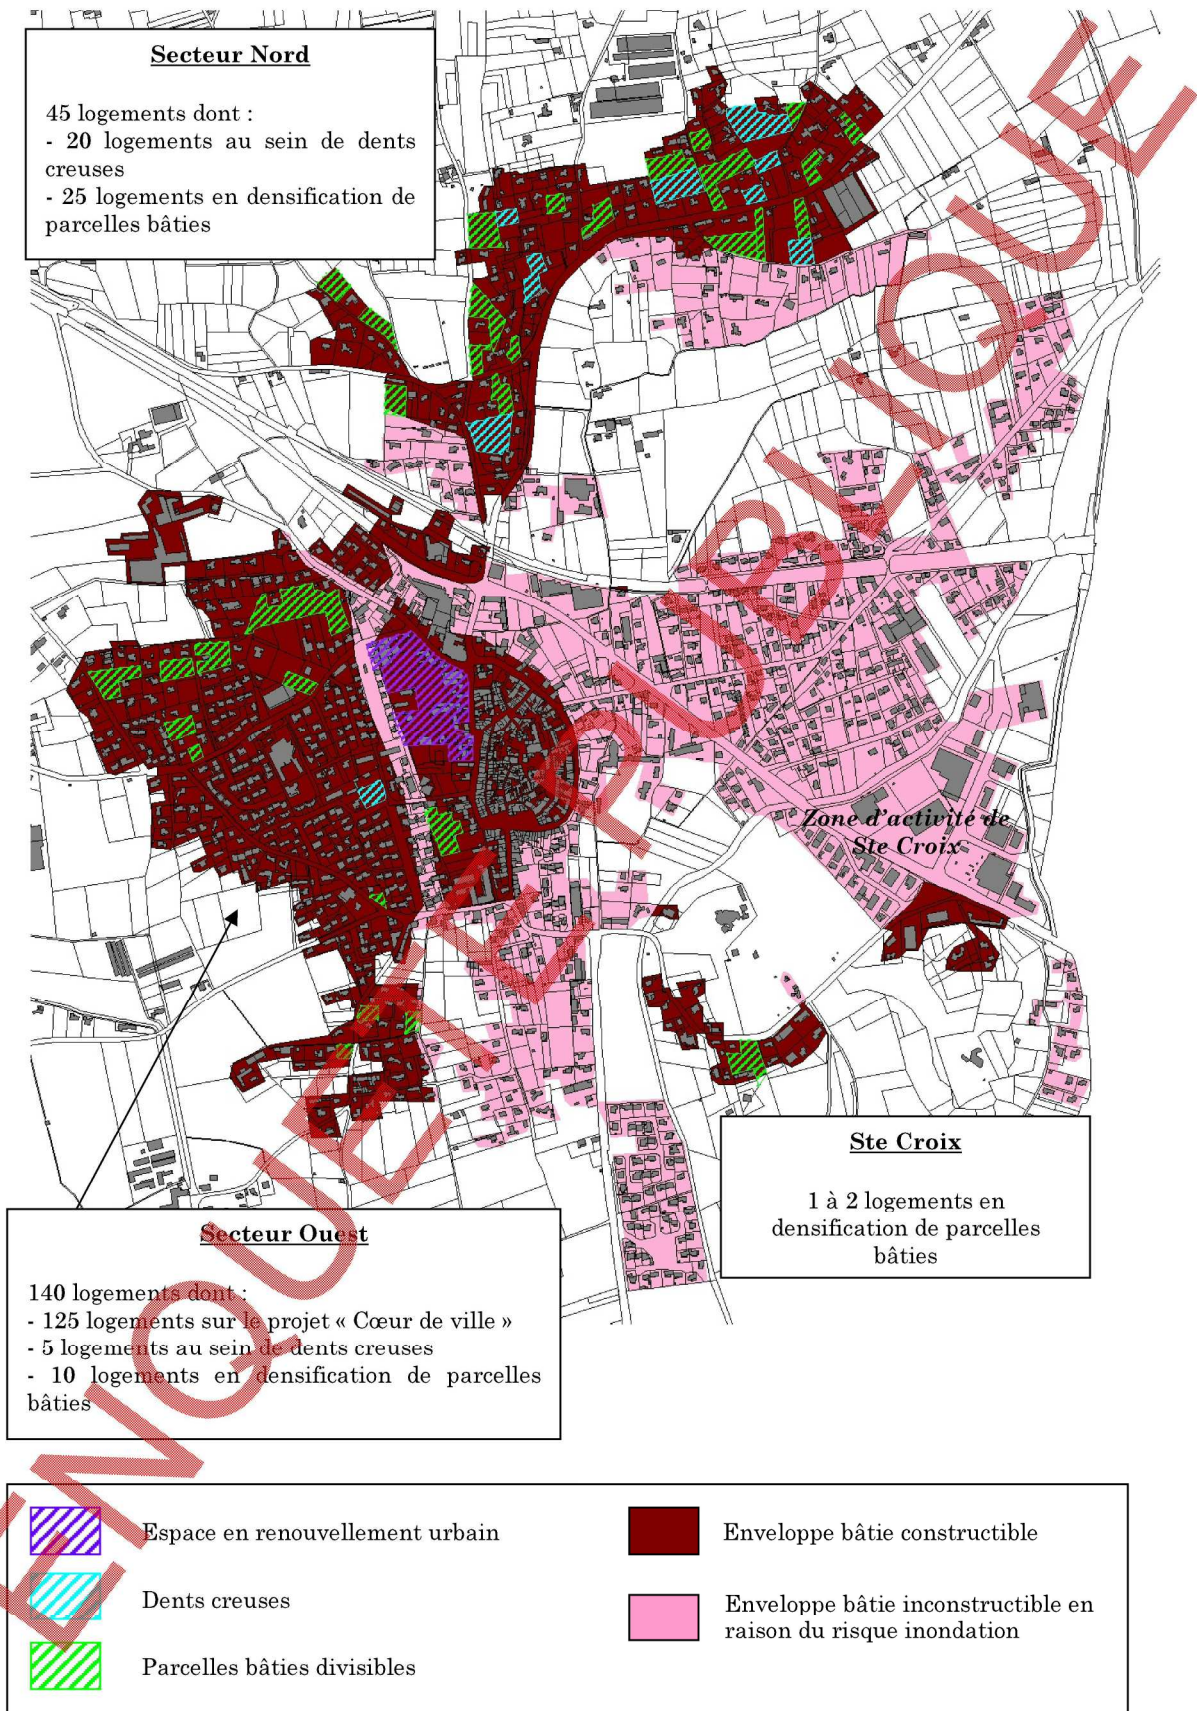 Secteur Nord
45 logements dont :
- 20 logements au sein de dents
creuses
- 25 logements en densification de
parcelles bâties
Zone d'activité de
Ste Croix
Ste Croix
1 à 2 logements en
densification de parcelles
bâties
Secteur Ouest
140 logements dont :
- 125 logements sur le projet « Cœur de ville »
- 5 logements au sein de dents creuses
- 10 logements en densification de parcelles
bâties
ENQUETE PUBLIQUE
Espace en renouvellement urbain
Dents creuses
Parcelles bâties divisibles
Enveloppe bâtie constructible
Enveloppe bâtie inconstructible en
raison du risque inondation